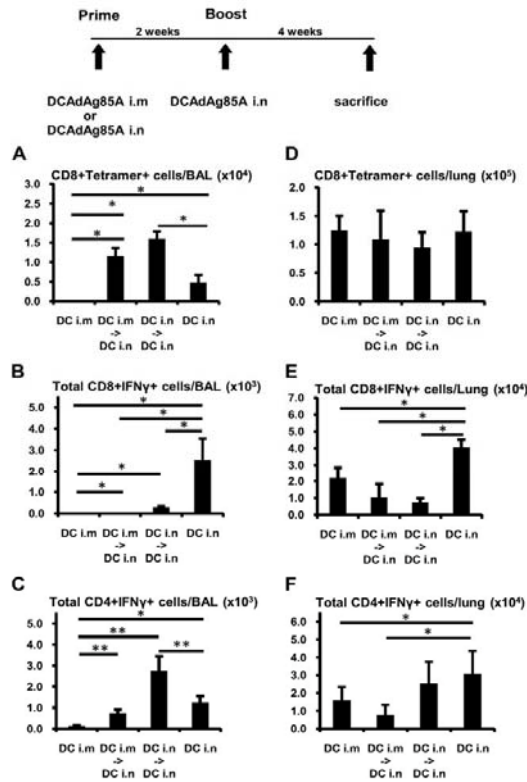 Prime Boost
2 weeks 4 weeks
DCAdAg85A i.m DCAdAg85A i.n sacrifice
or
DCAdAg85A i.n
A
CD8+Tetramer+ cells/BAL (x10⁴)
* * * *
3.0
2.5
2.0
1.5
1.0
0.5
0.0
DC i.m DC i.m DC i.n DC i.n
-> ->
DC i.n DC i.n
D
CD8+Tetramer+ cells/lung (x10⁵)
2.0
1.5
1.0
0.5
0.0
DC i.m DC i.m DC i.n DC i.n
-> ->
DC i.n DC i.n
B
Total CD8+IFNγ+ cells/BAL (x10³)
* * * * *
5.0
4.0
3.0
2.0
1.0
0.0
DC i.m DC i.m DC i.n DC i.n
-> ->
DC i.n DC i.n
E
Total CD8+IFNγ+ cells/Lung (x10⁴)
* * *
7.0
6.0
5.0
4.0
3.0
2.0
1.0
0.0
DC i.m DC i.m DC i.n DC i.n
-> ->
DC i.n DC i.n
C
Total CD4+IFNγ+ cells/BAL (x10³)
* ** ** **
5.0
4.0
3.0
2.0
1.0
0.0
DC i.m DC i.m DC i.n DC i.n
-> ->
DC i.n DC i.n
F
Total CD4+IFNγ+ cells/lung (x10⁴)
* *
7.0
6.0
5.0
4.0
3.0
2.0
1.0
0.0
DC i.m DC i.m DC i.n DC i.n
-> ->
DC i.n DC i.n